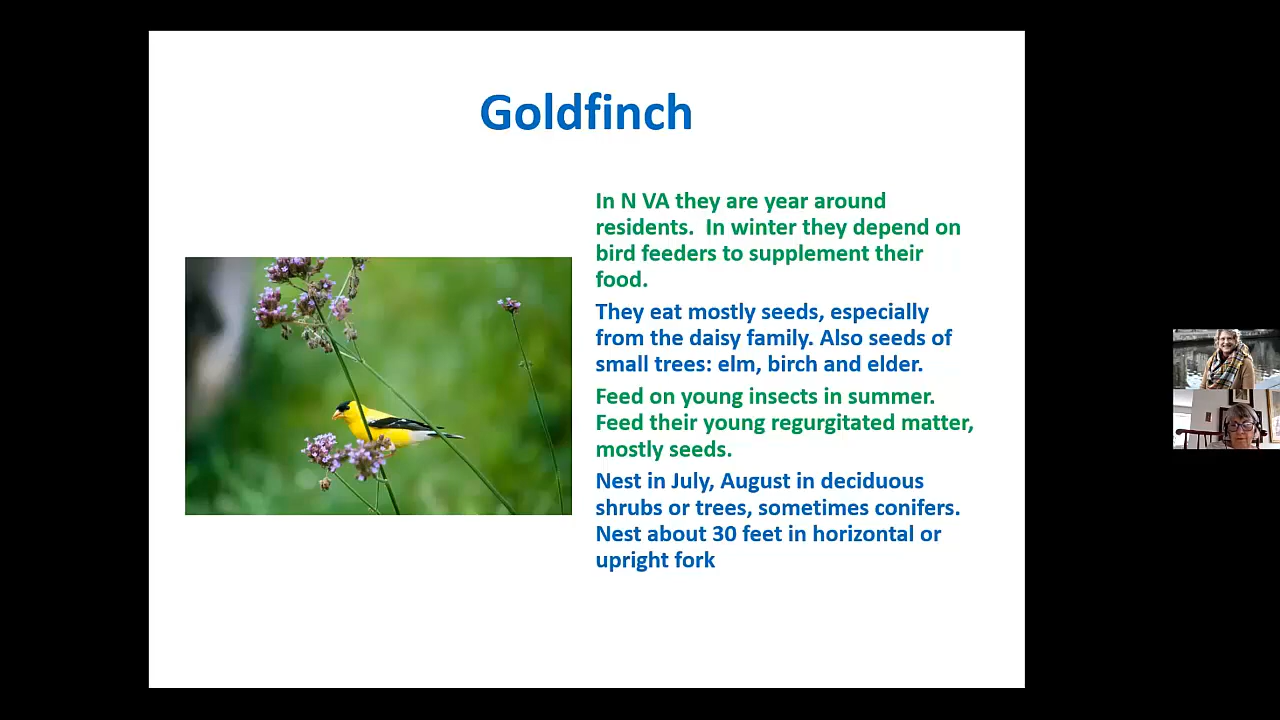 Goldfinch
In N VA they are year around
residents.  In winter they depend on
bird feeders to supplement their
food.
They eat mostly seeds, especially
from the daisy family. Also seeds of
small trees: elm, birch and elder.
Feed on young insects in summer.
Feed their young regurgitated matter,
mostly seeds.
Nest in July, August in deciduous
shrubs or trees, sometimes conifers.
Nest about 30 feet in horizontal or
upright fork